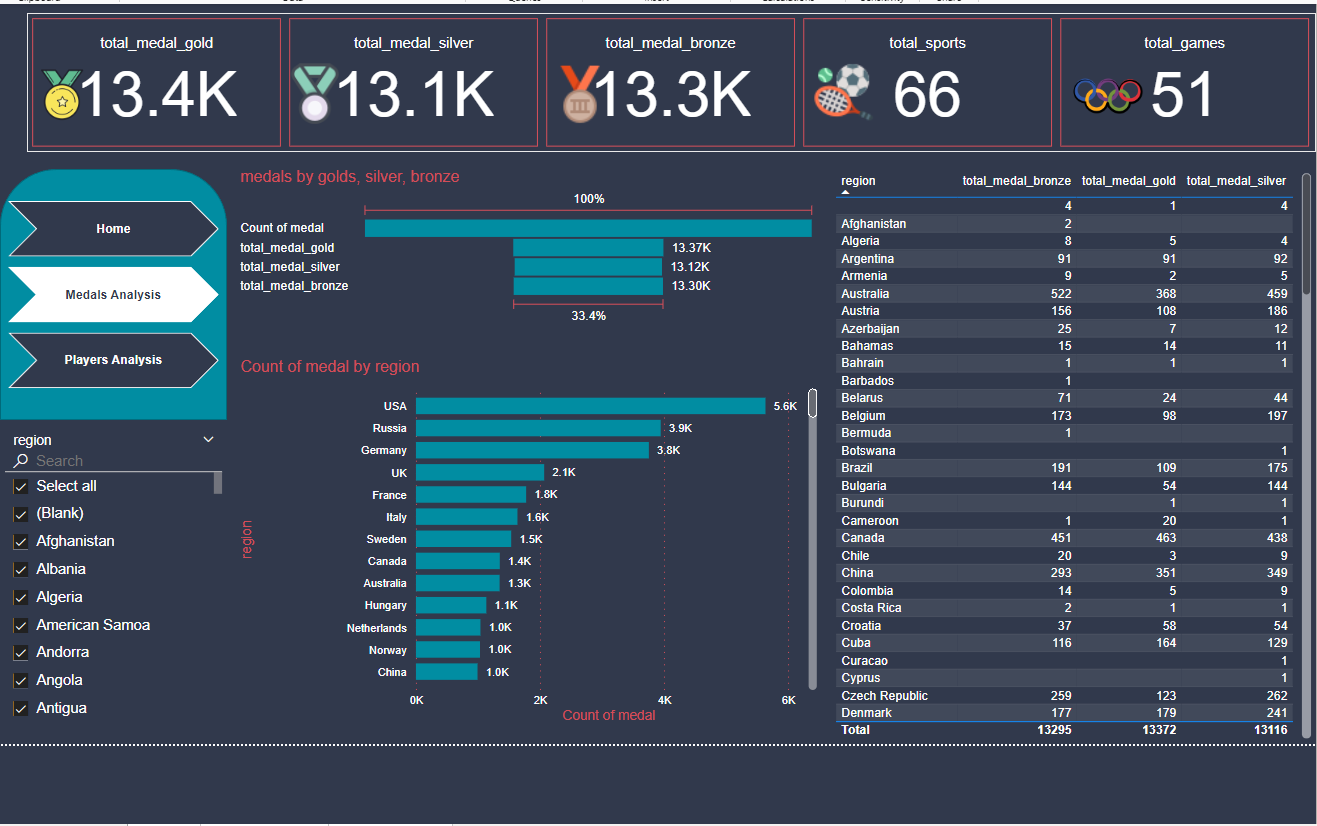 total_medal_gold
13.4K
total_medal_silver
13.1K
total_medal_bronze
13.3K
total_sports
66
total_games
51
Home
Medals Analysis
Players Analysis
region
Search
Select all
(Blank)
Afghanistan
Albania
Algeria
American Samoa
Andorra
Angola
Antigua
medals by golds, silver, bronze
100%
Count of medal
total_medal_gold 13.37K
total_medal_silver 13.12K
total_medal_bronze 13.30K
33.4%
Count of medal by region
region
USA 5.6K
Russia 3.9K
Germany 3.8K
UK 2.1K
France 1.8K
Italy 1.6K
Sweden 1.5K
Canada 1.4K
Australia 1.3K
Hungary 1.1K
Netherlands 1.0K
Norway 1.0K
China 1.0K
0K 2K 4K 6K
Count of medal
region total_medal_bronze total_medal_gold total_medal_silver
4 1 4
Afghanistan 2
Algeria 8 5 4
Argentina 91 91 92
Armenia 9 2 5
Australia 522 368 459
Austria 156 108 186
Azerbaijan 25 7 12
Bahamas 15 14 11
Bahrain 1 1 1
Barbados 1
Belarus 71 24 44
Belgium 173 98 197
Bermuda 1
Botswana 1
Brazil 191 109 175
Bulgaria 144 54 144
Burundi 1 1
Cameroon 1 20 1
Canada 451 463 438
Chile 20 3 9
China 293 351 349
Colombia 14 5 9
Costa Rica 2 1 1
Croatia 37 58 54
Cuba 116 164 129
Curacao 1
Cyprus 1
Czech Republic 259 123 262
Denmark 177 179 241
Total 13295 13372 13116